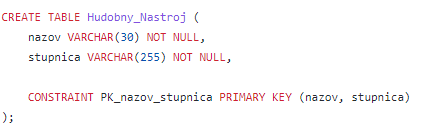 CREATE TABLE Hudobny_Nastroj (
    nazov VARCHAR(30) NOT NULL,
    stupnica VARCHAR(255) NOT NULL,

    CONSTRAINT PK_nazov_stupnica PRIMARY KEY (nazov, stupnica)
);